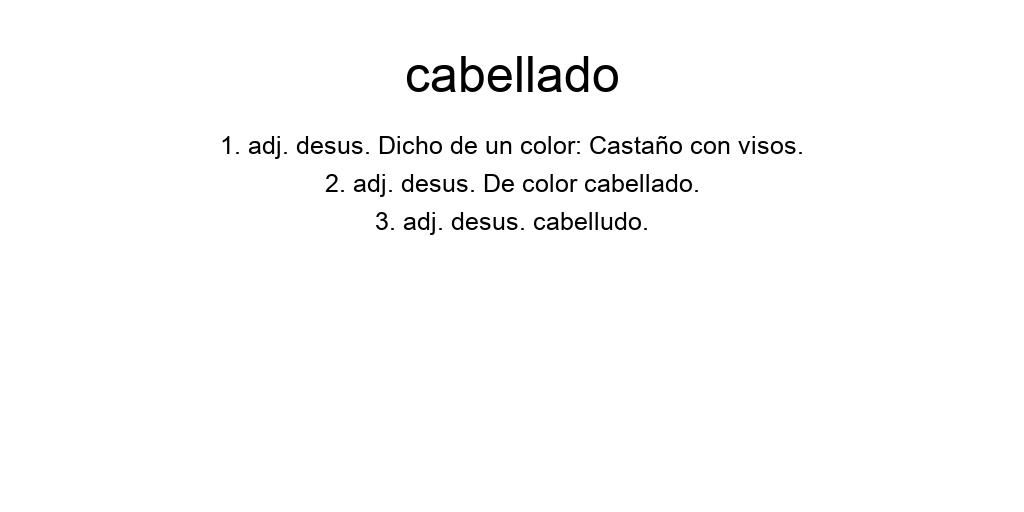 cabellado
1. adj. desus. Dicho de un color: Castaño con visos.
2. adj. desus. De color cabellado.
3. adj. desus. cabelludo.